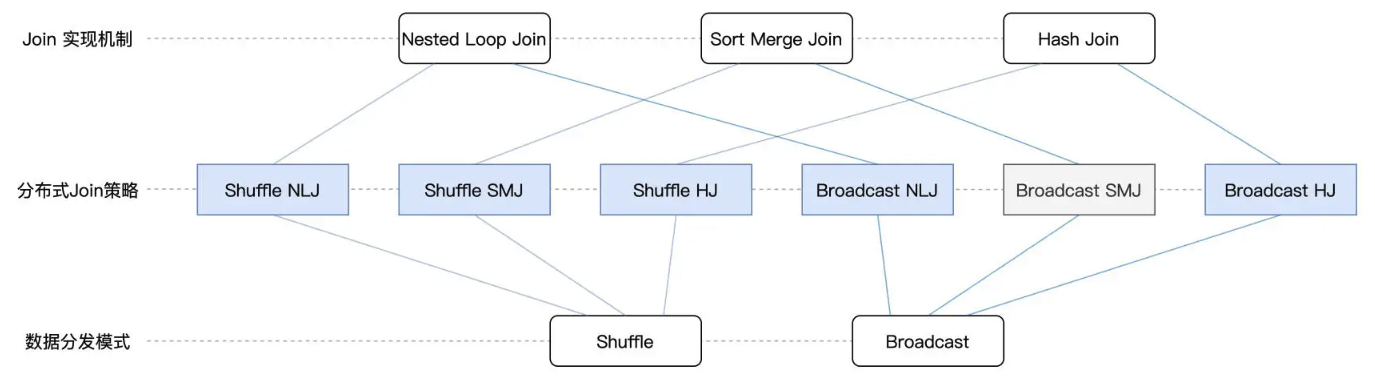 Join 实现机制
Nested Loop Join
Sort Merge Join
Hash Join
分布式Join策略
Shuffle NLJ
Shuffle SMJ
Shuffle HJ
Broadcast NLJ
Broadcast SMJ
Broadcast HJ
数据分发模式
Shuffle
Broadcast